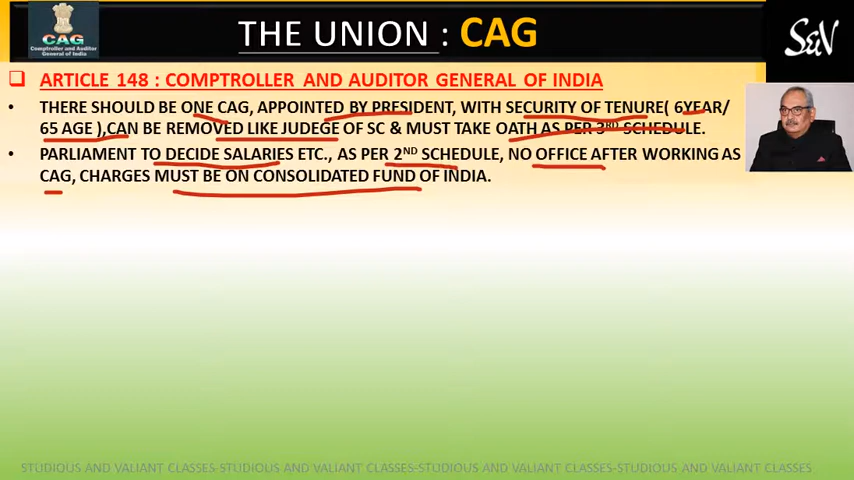 THE UNION : CAG
CAG
Comptroller and Auditor
General of India
S&V
ARTICLE 148 : COMPTROLLER AND AUDITOR GENERAL OF INDIA
• THERE SHOULD BE ONE CAG, APPOINTED BY PRESIDENT, WITH SECURITY OF TENURE( 6YEAR/
65 AGE ),CAN BE REMOVED LIKE JUDEGE OF SC & MUST TAKE OATH AS PER 3RD SCHEDULE.
• PARLIAMENT TO DECIDE SALARIES ETC., AS PER 2ND SCHEDULE, NO OFFICE AFTER WORKING AS
CAG, CHARGES MUST BE ON CONSOLIDATED FUND OF INDIA.
STUDIOUS AND VALIANT CLASSES-STUDIOUS AND VALIANT CLASSES-STUDIOUS AND VALIANT CLASSES-STUDIOUS AND VALIANT CLASSES